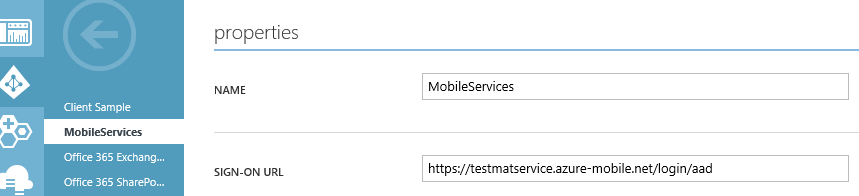 properties
NAME
MobileServices
Client Sample
MobileServices
Office 365 Exchang...
SIGN-ON URL
https://testmatservice.azure-mobile.net/login/aad
Office 365 SharePo...